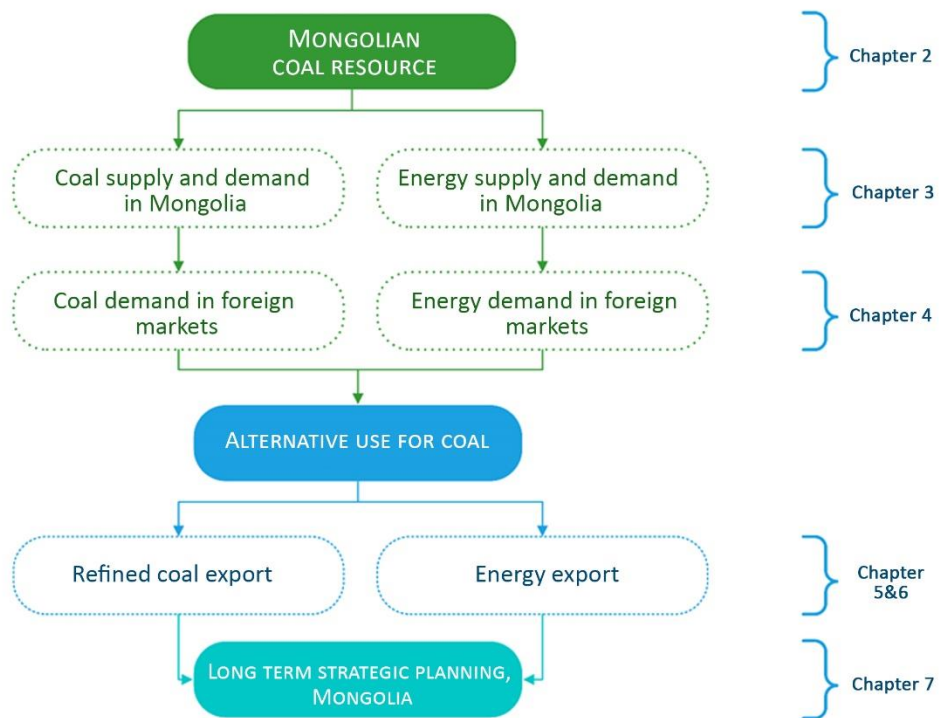 MONGOLIAN
COAL RESOURCE
Chapter 2
Coal supply and demand
in Mongolia
Energy supply and demand
in Mongolia
Chapter 3
Coal demand in foreign
markets
Energy demand in foreign
markets
Chapter 4
ALTERNATIVE USE FOR COAL
Refined coal export
Energy export
Chapter
5&6
LONG TERM STRATEGIC PLANNING,
MONGOLIA
Chapter 7